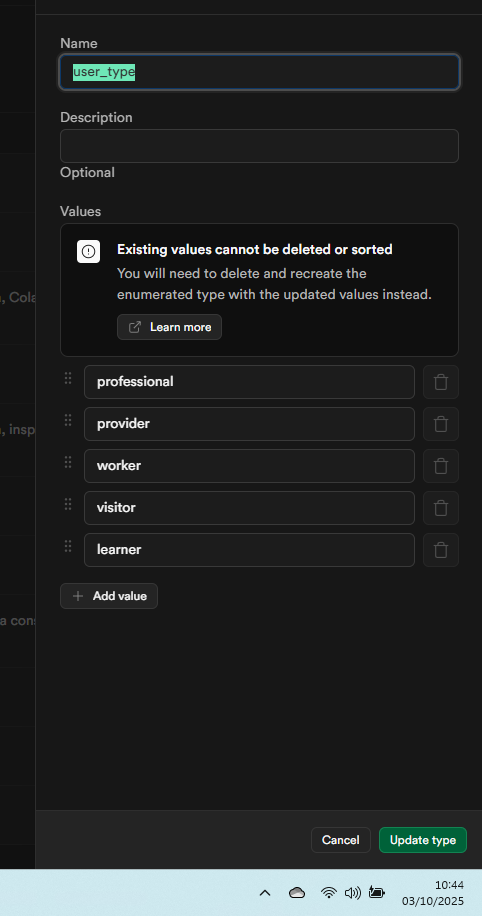 Name
user_type
Description
Optional
Values
Existing values cannot be deleted or sorted
You will need to delete and recreate the
enumerated type with the updated values instead.
Learn more
, Cola
professional
provider
, insp
worker
visitor
learner
Add value
a cons
Cancel
Update type
10:44
03/10/2025